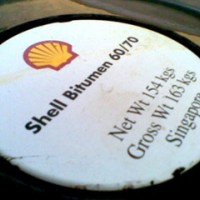 Shell Bitumen 60/70
Net Wt 154 kgs
Gross Wt 163 kgs
Singapore